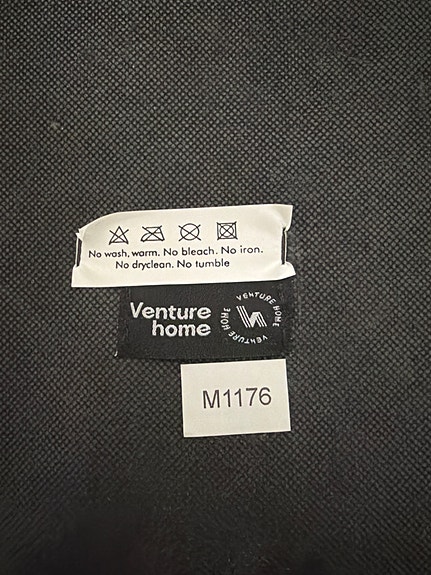 No wash, warm. No bleach. No iron.
No dryclean. No tumble
Venture
home
VENTURE HOME
VENTURE HOME
M1176